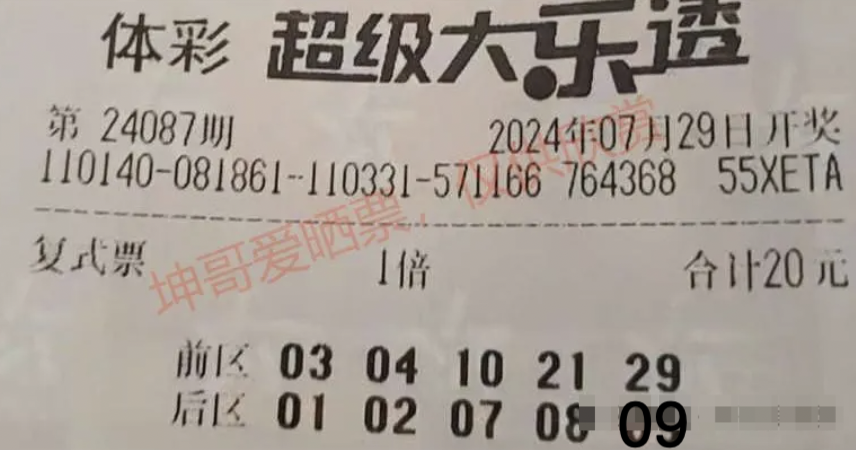 体彩 超级大乐透
第 24087期 2024年07月29日开奖
110140-081861-110331-571166 764368 55XETA
复式票 1倍 合计20元
前区 03 04 10 21 29
后区 01 02 07 08 09
坤哥爱晒票，仅供欣赏